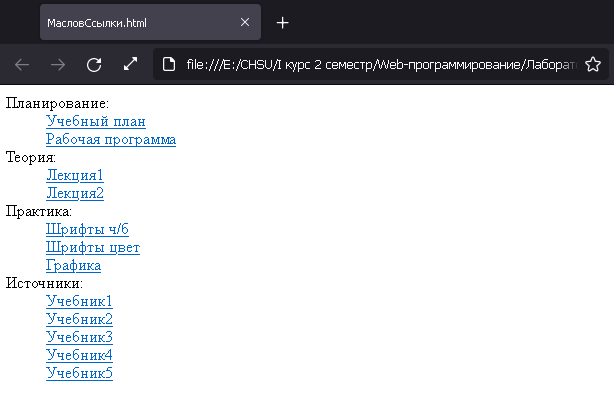 МасловСсылки.html
file:///E:/CHSU/I курс 2 семестр/Web-программирование/Лаборат
Планирование:
Учебный план
Рабочая программа
Теория:
Лекция1
Лекция2
Практика:
Шрифты ч/б
Шрифты цвет
Графика
Источники:
Учебник1
Учебник2
Учебник3
Учебник4
Учебник5